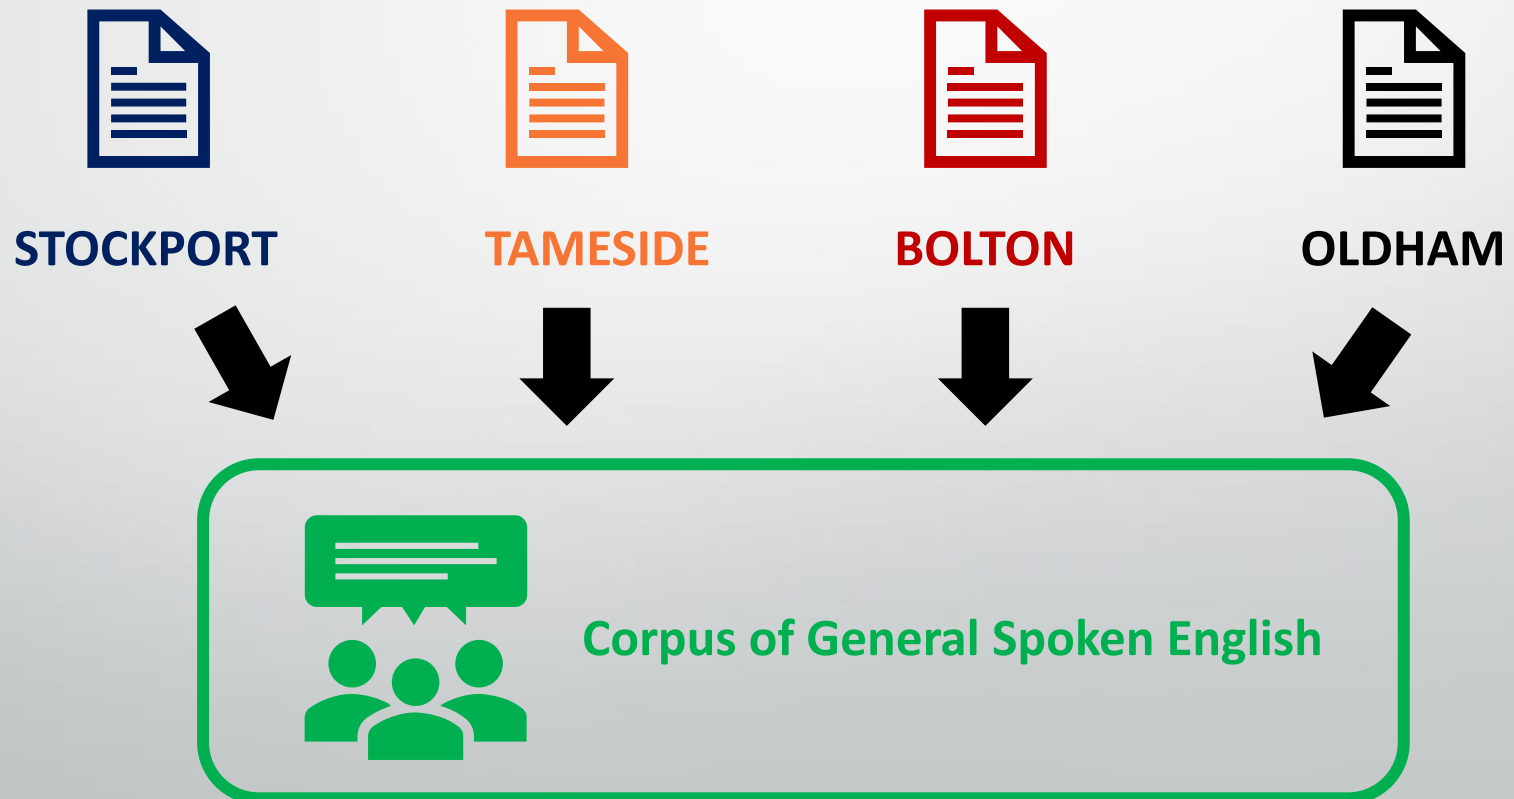 STOCKPORT
TAMESIDE
BOLTON
OLDHAM
Corpus of General Spoken English